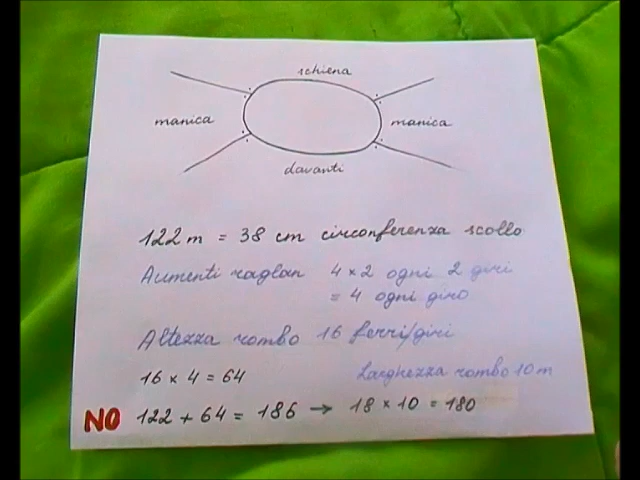 schiena
manica manica
davanti
122 m = 38 cm circonferenza scollo
Aumenti raglan 4 × 2 ogni 2 giri
= 4 ogni giro
Altezza rombo 16 ferri/giri
16 × 4 = 64 Larghezza rombo 10 m
NO 122 + 64 = 186 → 18 × 10 = 180